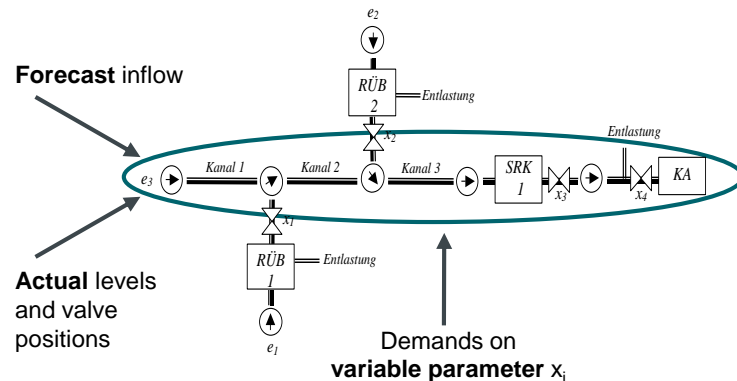 e2
Forecast inflow
RÜB
2
Entlastung
x2
Entlastung
e3
Kanal 1
Kanal 2
Kanal 3
SRK
1
x3
x4
KA
x1
RÜB
1
Entlastung
Actual levels
and valve
positions
e1
Demands on
variable parameter xi